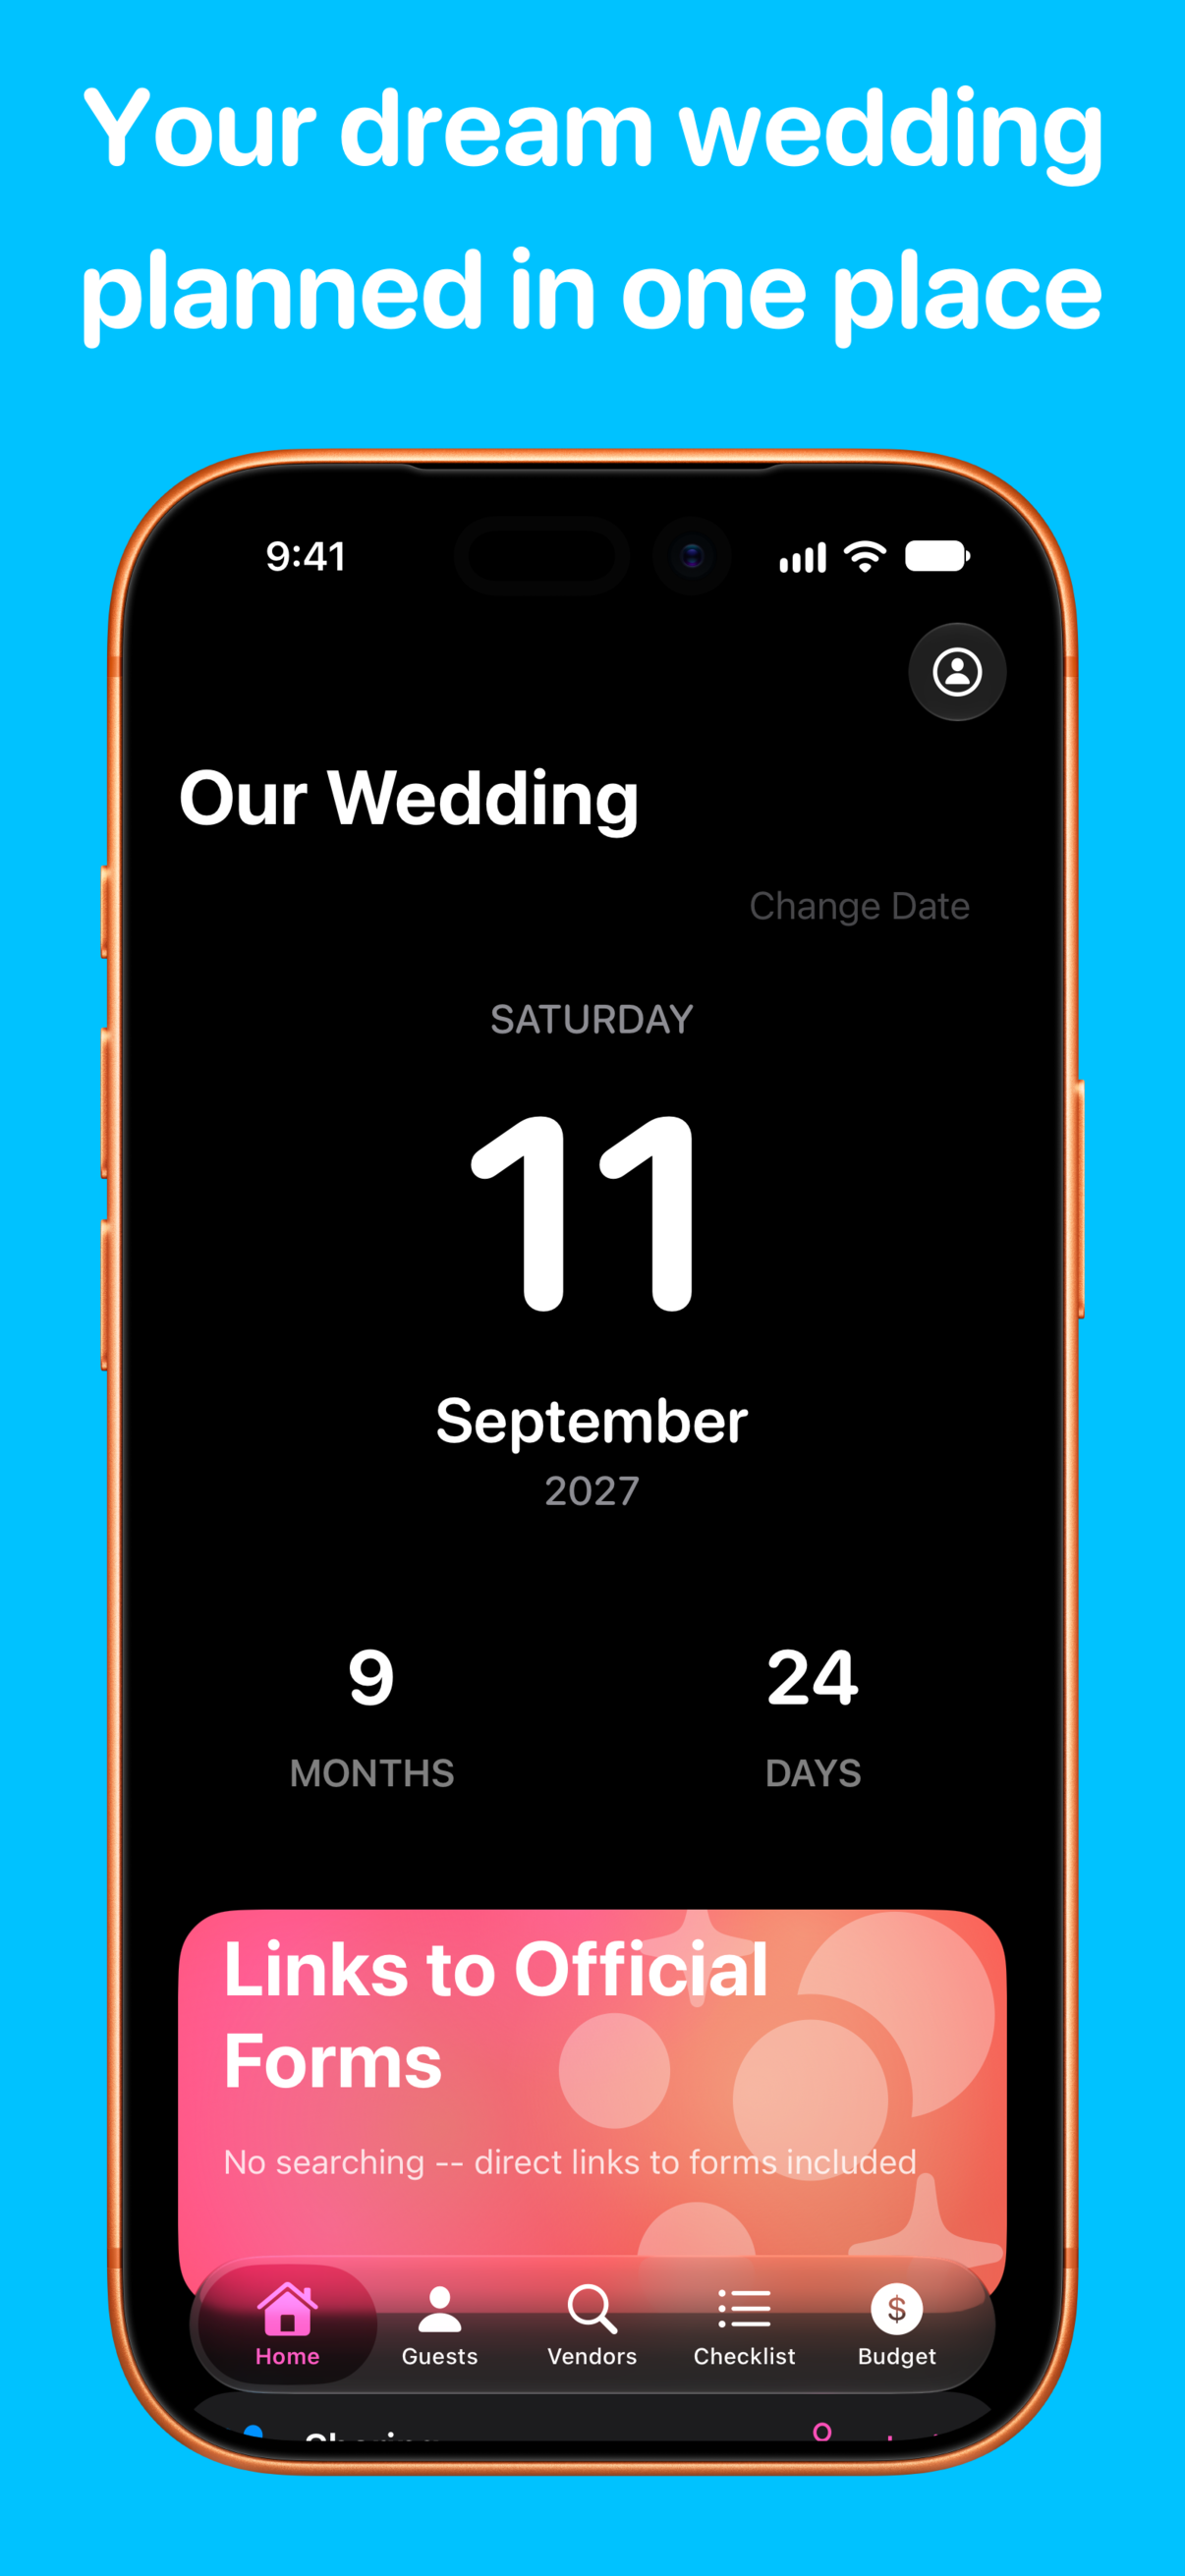 Your dream wedding
planned in one place
9:41
Our Wedding
Change Date
SATURDAY
11
September
2027
9
24
MONTHS
DAYS
Links to Official
Forms
No searching -- direct links to forms included
Home
Guests
Vendors
Checklist
Budget